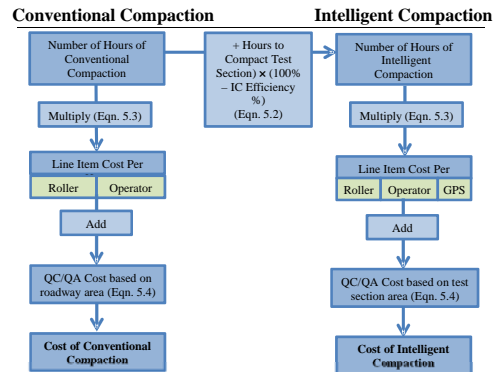 Conventional Compaction
Intelligent Compaction
Number of Hours of
Conventional
Compaction
+ Hours to
Compact Test
Section) × (100%
– IC Efficiency
%)
(Eqn. 5.2)
Number of Hours of
Intelligent
Compaction
Multiply (Eqn. 5.3)
Multiply (Eqn. 5.3)
Line Item Cost Per
Roller
Operator
Line Item Cost Per
Roller
Operator
GPS
Add
Add
QC/QA Cost based on
roadway area (Eqn. 5.4)
QC/QA Cost based on test
section area (Eqn. 5.4)
Cost of Conventional
Compaction
Cost of Intelligent
Compaction